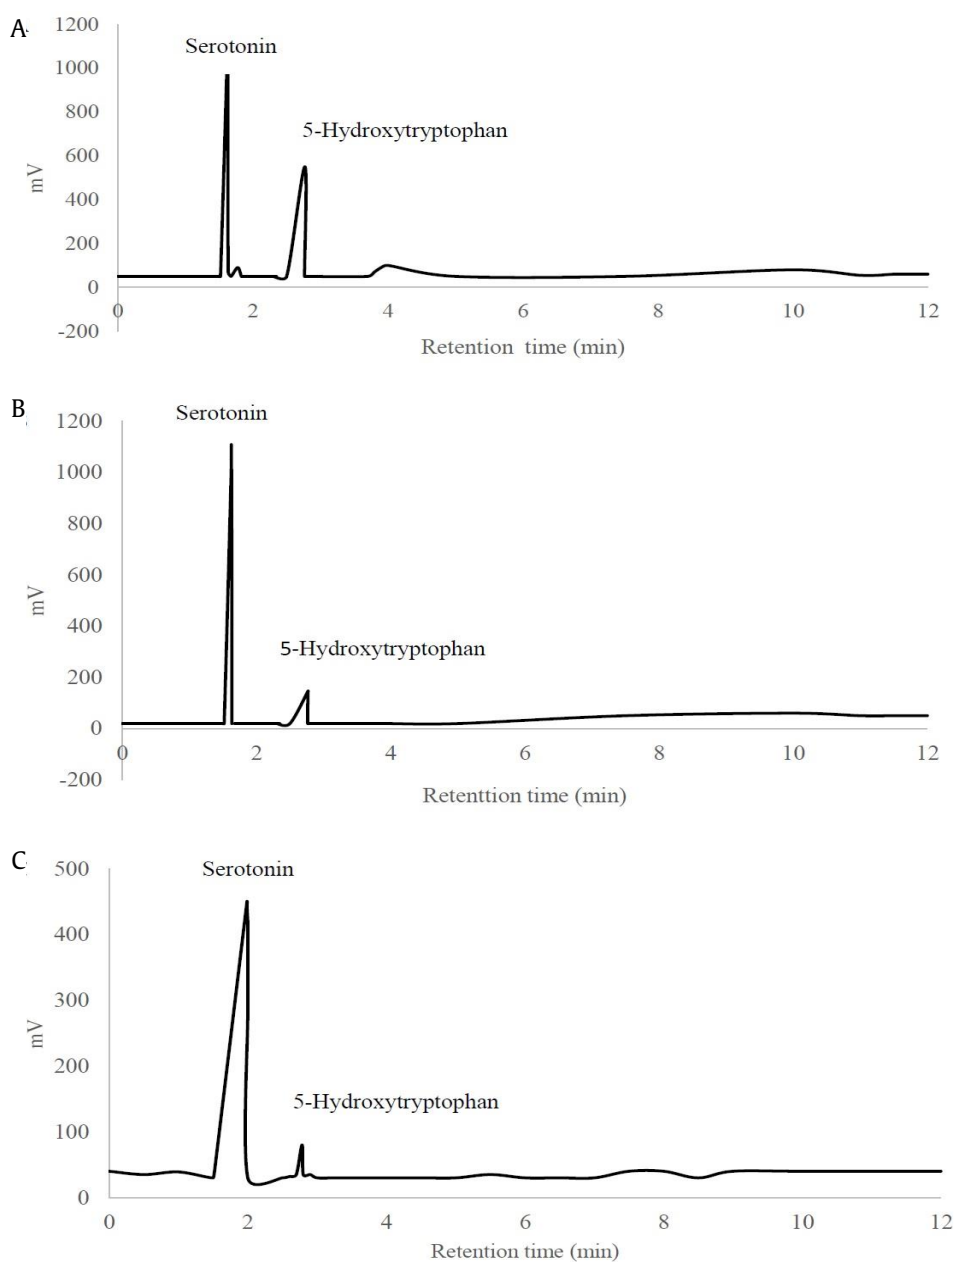 A
1200
Serotonin
1000
5-Hydroxytryptophan
800
600
mV
400
200
0
0 2 4 6 8 10 12
-200
Retention time (min)
B
Serotonin
1200
1000
800
600
mV
400
5-Hydroxytryptophan
200
0
0 2 4 6 8 10 12
-200
Retenttion time (min)
C
Serotonin
500
400
300
mV
200
5-Hydroxytryptophan
100
0
0 2 4 6 8 10 12
Retention time (min)